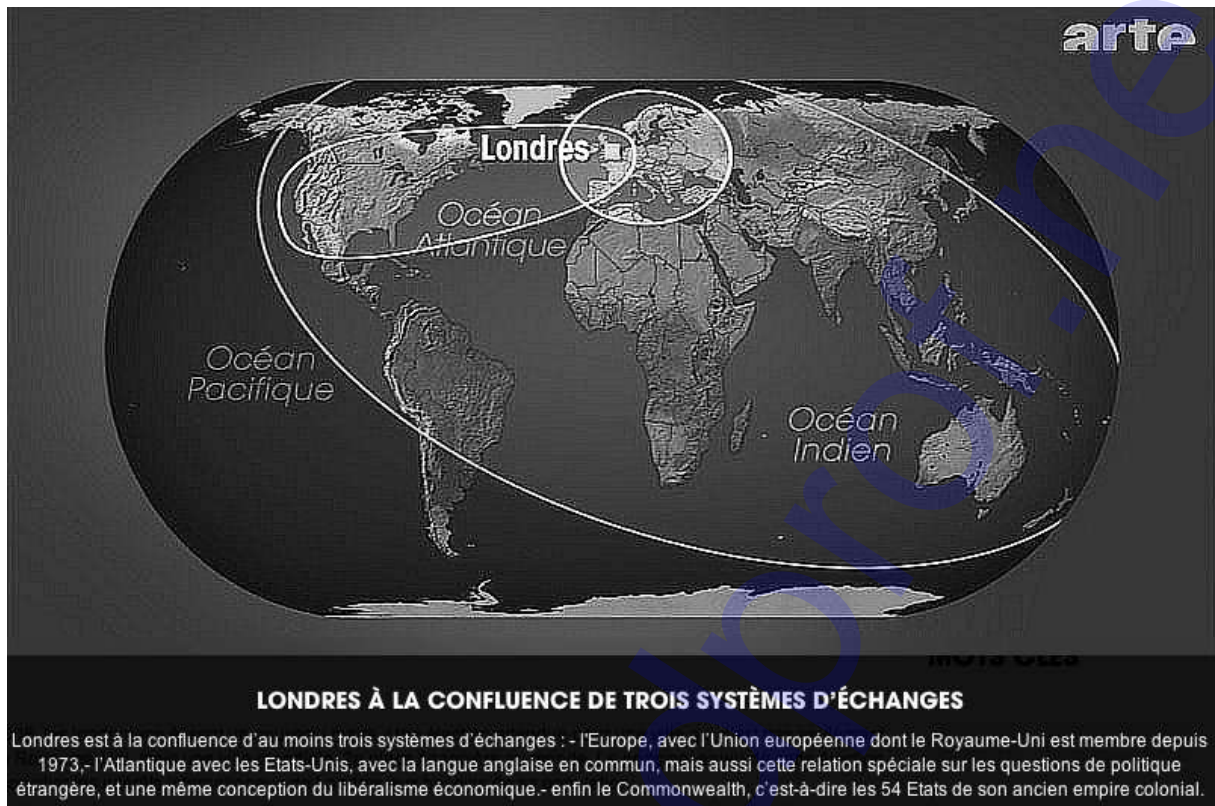 arte
Londres
Océan
Atlantique
Océan
Pacifique
Océan
Indien
MOTS CLÉS
LONDRES À LA CONFLUENCE DE TROIS SYSTÈMES D'ÉCHANGES
Londres est à la confluence d'au moins trois systèmes d'échanges : - l'Europe, avec l'Union européenne dont le Royaume-Uni est membre depuis
1973,- l'Atlantique avec les Etats-Unis, avec la langue anglaise en commun, mais aussi cette relation spéciale sur les questions de politique
étrangère, et une même conception du libéralisme économique.- enfin le Commonwealth, c'est-à-dire les 54 Etats de son ancien empire colonial.